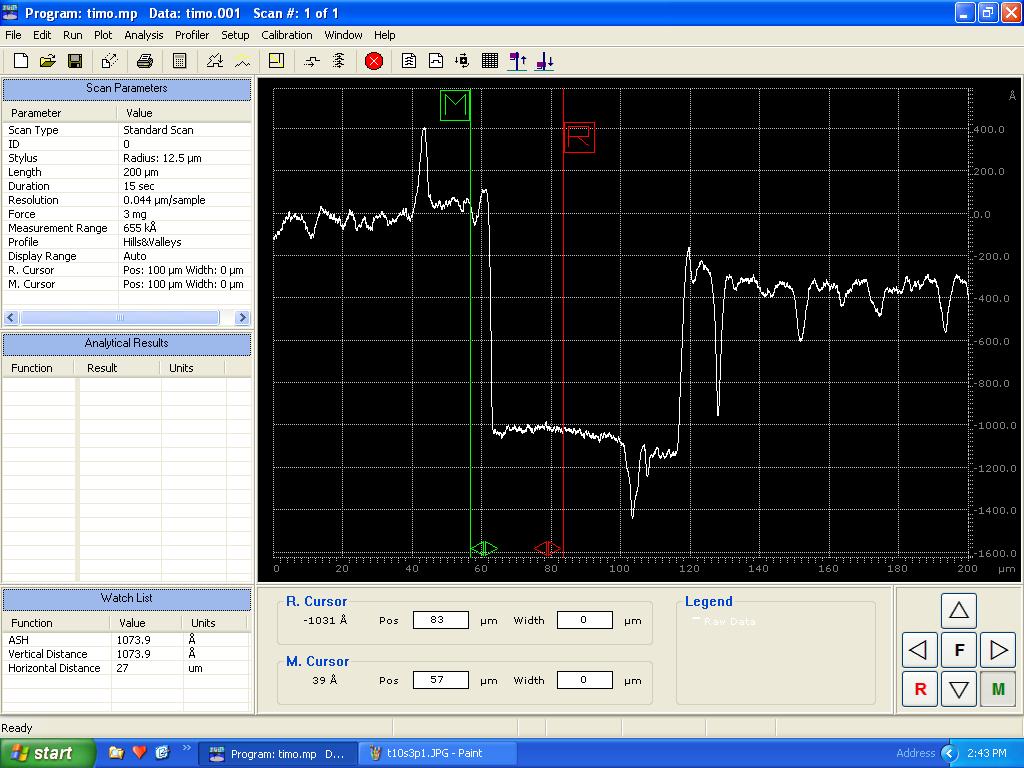 Program: timo.mp   Data: timo.001   Scan #: 1 of 1
File   Edit   Run   Plot   Analysis   Profiler   Setup   Calibration   Window   Help
Scan Parameters
Parameter   Value
Scan Type   Standard Scan
ID   0
Stylus   Radius: 12.5 µm
Length   200 µm
Duration   15 sec
Resolution   0.044 µm/sample
Force   3 mg
Measurement Range   655 kÅ
Profile   Hills&Valleys
Display Range   Auto
R. Cursor   Pos: 100 µm Width: 0 µm
M. Cursor   Pos: 100 µm Width: 0 µm
Analytical Results
Function   Result   Units
Watch List
Function   Value   Units
ASH   1073.9   Å
Vertical Distance   1073.9   Å
Horizontal Distance   27   um
M
R
Å
400.0
200.0
0.0
-200.0
-400.0
-600.0
-800.0
-1000.0
-1200.0
-1400.0
-1600.0
0   20   40   60   80   100   120   140   160   180   200   µm
R. Cursor
-1031 Å   Pos   83   µm   Width   0   µm
M. Cursor
39 Å   Pos   57   µm   Width   0   µm
Legend
Raw Data
F
R   M
Ready
start   Program: timo.mp   D...   t10s3p1.JPG - Paint   Address   2:43 PM